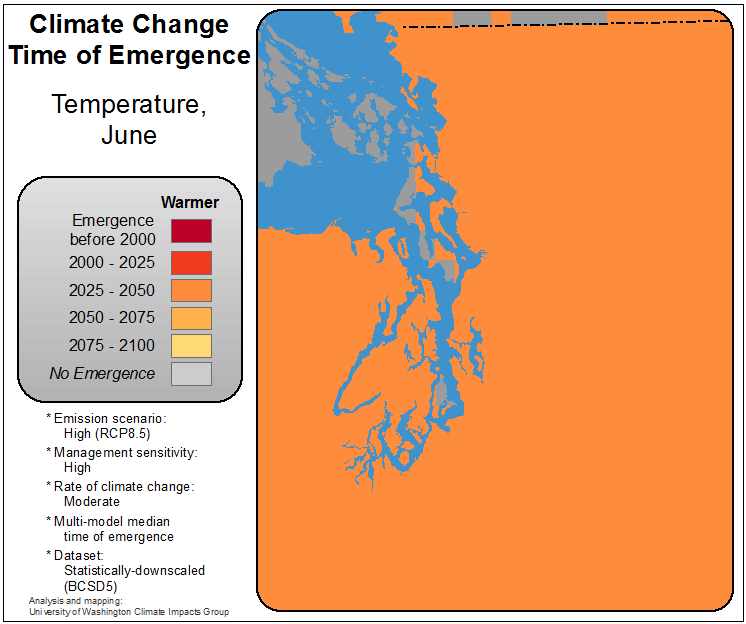 Climate Change
Time of Emergence
Temperature,
June
Warmer
Emergence
before 2000
2000 - 2025
2025 - 2050
2050 - 2075
2075 - 2100
No Emergence
* Emission scenario:
High (RCP8.5)
* Management sensitivity:
High
* Rate of climate change:
Moderate
* Multi-model median
time of emergence
* Dataset:
Statistically-downscaled
(BCSD5)
Analysis and mapping:
University of Washington Climate Impacts Group